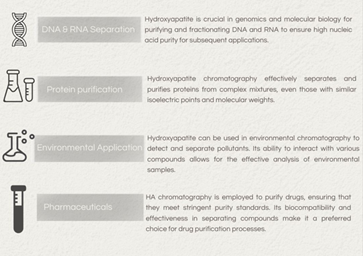 DNA & RNA Separation
Hydroxyapatite is crucial in genomics and molecular biology for
purifying and fractionating DNA and RNA to ensure high nucleic
acid purity for subsequent applications.
Protein purification
Hydroxyapatite chromatography effectively separates and
purifies proteins from complex mixtures, even those with similar
isoelectric points and molecular weights.
Environmental Application
Hydroxyapatite can be used in environmental chromatography to
detect and separate pollutants. Its ability to interact with various
compounds allows for the effective analysis of environmental
samples.
Pharmaceuticals
HA chromatography is employed to purify drugs, ensuring that
they meet stringent purity standards. Its biocompatibility and
effectiveness in separating compounds make it a preferred
choice for drug purification processes.